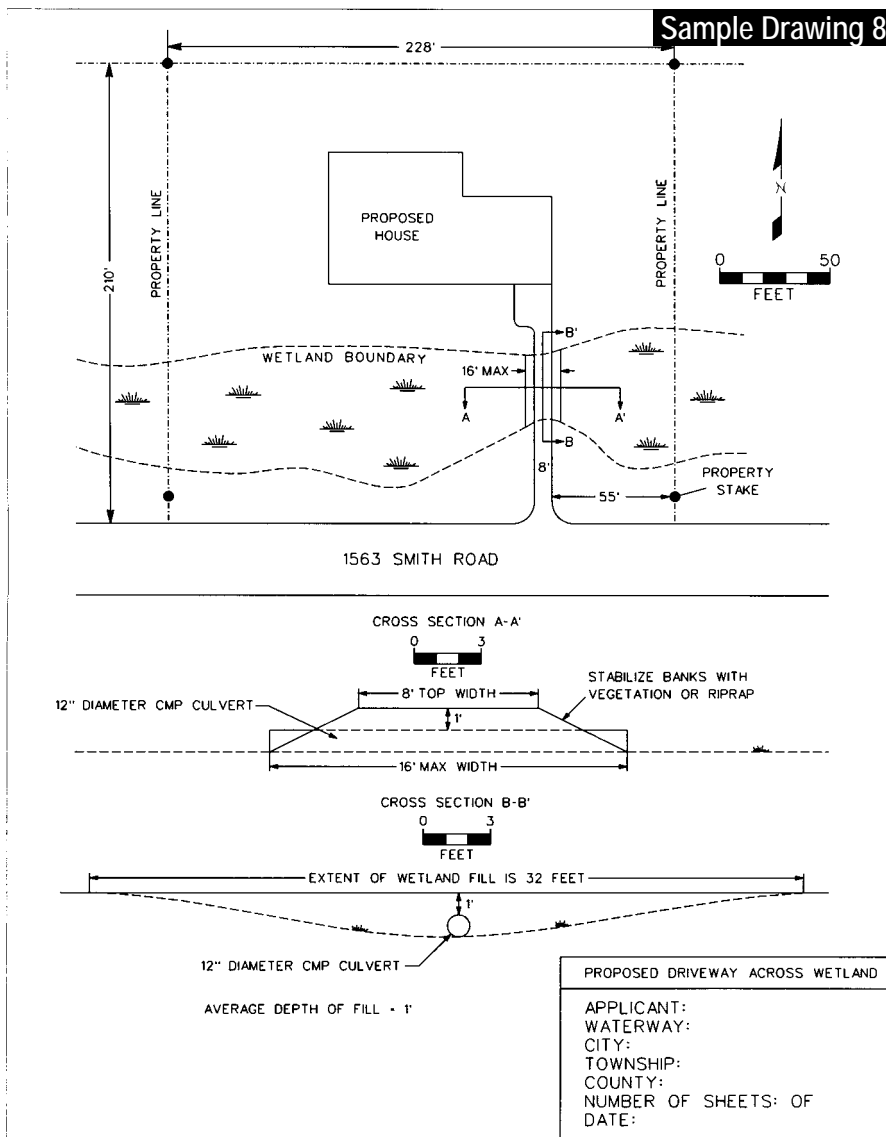 Sample Drawing 8
228'
PROPERTY LINE
210'
PROPOSED
HOUSE
PROPERTY LINE
N
0 50
FEET
WETLAND BOUNDARY
B'
16' MAX
A
A'
B
8'
55'
PROPERTY
STAKE
1563 SMITH ROAD
CROSS SECTION A-A'
0 3
FEET
STABILIZE BANKS WITH
VEGETATION OR RIPRAP
8' TOP WIDTH
12" DIAMETER CMP CULVERT
1'
16' MAX WIDTH
CROSS SECTION B-B'
0 3
FEET
EXTENT OF WETLAND FILL IS 32 FEET
1'
12" DIAMETER CMP CULVERT
AVERAGE DEPTH OF FILL = 1'
PROPOSED DRIVEWAY ACROSS WETLAND
APPLICANT:
WATERWAY:
CITY:
TOWNSHIP:
COUNTY:
NUMBER OF SHEETS: OF
DATE: